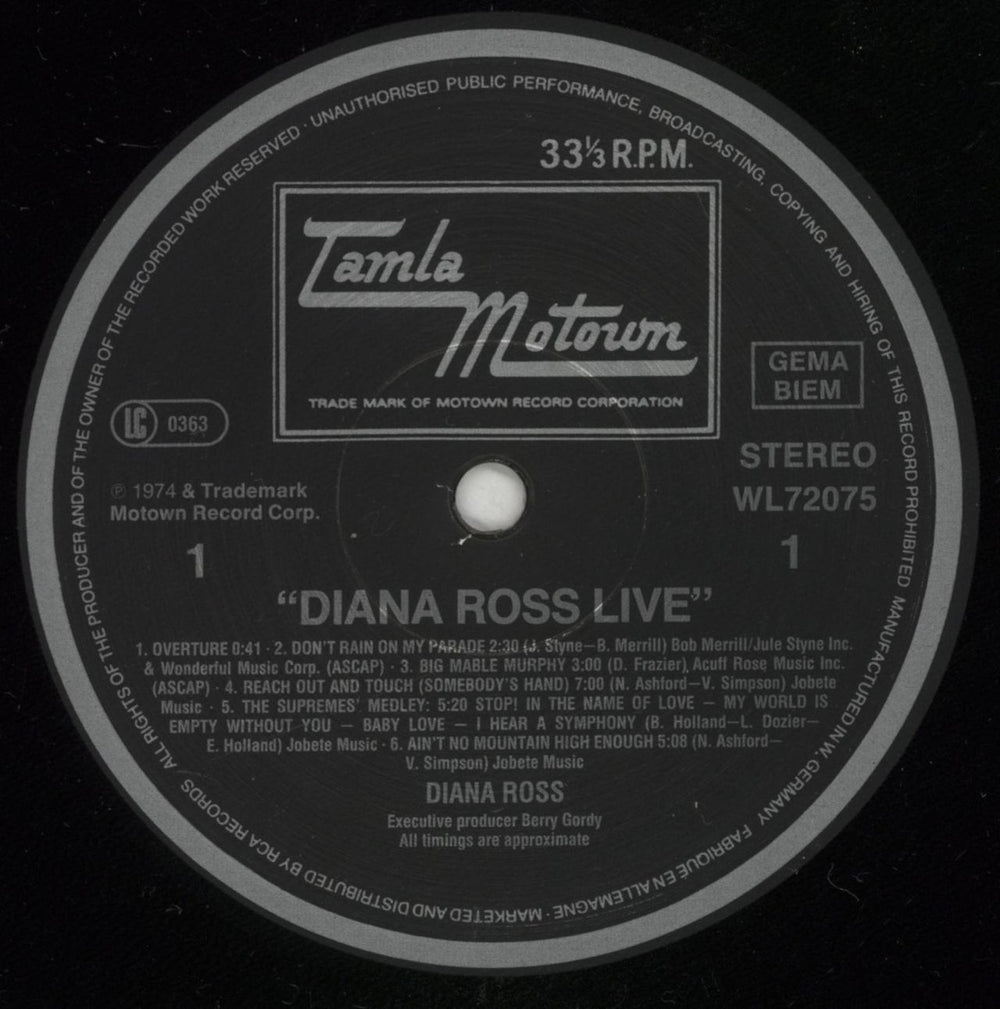 ALL RIGHTS OF THE PRODUCER AND OF THE OWNER OF THE RECORDED WORK RESERVED · UNAUTHORISED PUBLIC PERFORMANCE, BROADCASTING, COPYING AND HIRING OF THIS RECORD PROHIBITED MANUFACTURED IN W. GERMANY FABRIQUÉ EN ALLEMAGNE · MARKETED AND DISTRIBUTED BY RCA RECORDS
33⅓ R.P.M.
Tamla
Motown
TRADE MARK OF MOTOWN RECORD CORPORATION
GEMA
BIEM
LC 0363
STEREO
WL72075
℗ 1974 & Trademark
Motown Record Corp.
1
1
“DIANA ROSS LIVE”
1. OVERTURE 0:41 · 2. DON'T RAIN ON MY PARADE 2:30 (J. Styne—B. Merrill) Bob Merrill/Jule Styne Inc.
& Wonderful Music Corp. (ASCAP) · 3. BIG MABLE MURPHY 3:00 (D. Frazier), Acuff Rose Music Inc.
(ASCAP) · 4. REACH OUT AND TOUCH (SOMEBODY'S HAND) 7:00 (N. Ashford—V. Simpson) Jobete
Music · 5. THE SUPREMES' MEDLEY: 5:20 STOP! IN THE NAME OF LOVE — MY WORLD IS
EMPTY WITHOUT YOU — BABY LOVE — I HEAR A SYMPHONY (B. Holland—L. Dozier—
E. Holland) Jobete Music · 6. AIN'T NO MOUNTAIN HIGH ENOUGH 5:08 (N. Ashford—
V. Simpson) Jobete Music
DIANA ROSS
Executive producer Berry Gordy
All timings are approximate